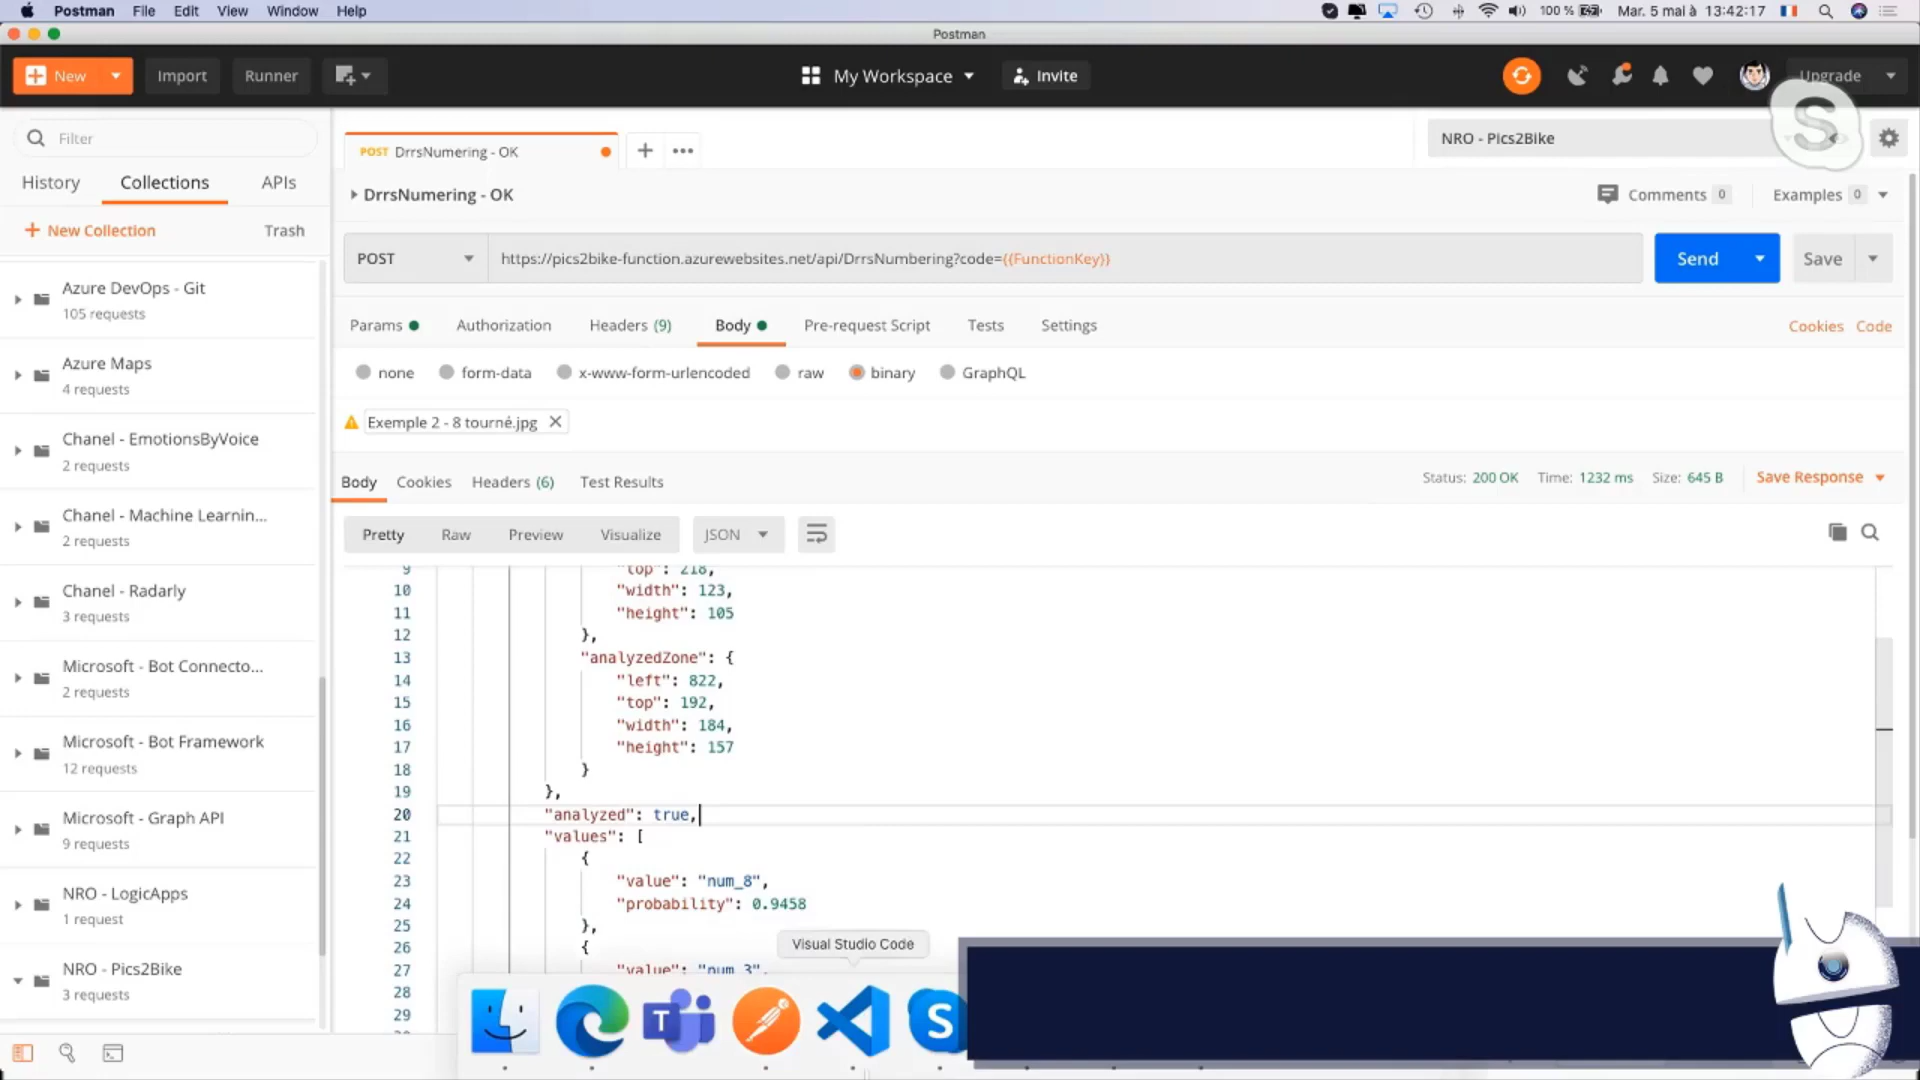 Postman File Edit View Window Help 100 % Mar. 5 mai à 13:42:17
Postman
New Import Runner My Workspace Invite Upgrade
Filter
History Collections APIs
New Collection Trash
Azure DevOps - Git
105 requests
Azure Maps
4 requests
Chanel - EmotionsByVoice
2 requests
Chanel - Machine Learnin...
2 requests
Chanel - Radarly
3 requests
Microsoft - Bot Connecto...
2 requests
Microsoft - Bot Framework
12 requests
Microsoft - Graph API
9 requests
NRO - LogicApps
1 request
NRO - Pics2Bike
3 requests
POST DrrsNumering - OK
NRO - Pics2Bike
DrrsNumering - OK Comments 0 Examples 0
POST https://pics2bike-function.azurewebsites.net/api/DrrsNumbering?code={{FunctionKey}} Send Save
Params Authorization Headers (9) Body Pre-request Script Tests Settings Cookies Code
none form-data x-www-form-urlencoded raw binary GraphQL
Exemple 2 - 8 tourné.jpg
Body Cookies Headers (6) Test Results Status: 200 OK Time: 1232 ms Size: 645 B Save Response
Pretty Raw Preview Visualize JSON
9 "top": 218,
10 "width": 123,
11 "height": 105
12 },
13 "analyzedZone": {
14 "left": 822,
15 "top": 192,
16 "width": 184,
17 "height": 157
18 }
19 },
20 "analyzed": true,
21 "values": [
22 {
23 "value": "num_8",
24 "probability": 0.9458
25 },
26 {
27 "value": "num_3",
28
29
Visual Studio Code